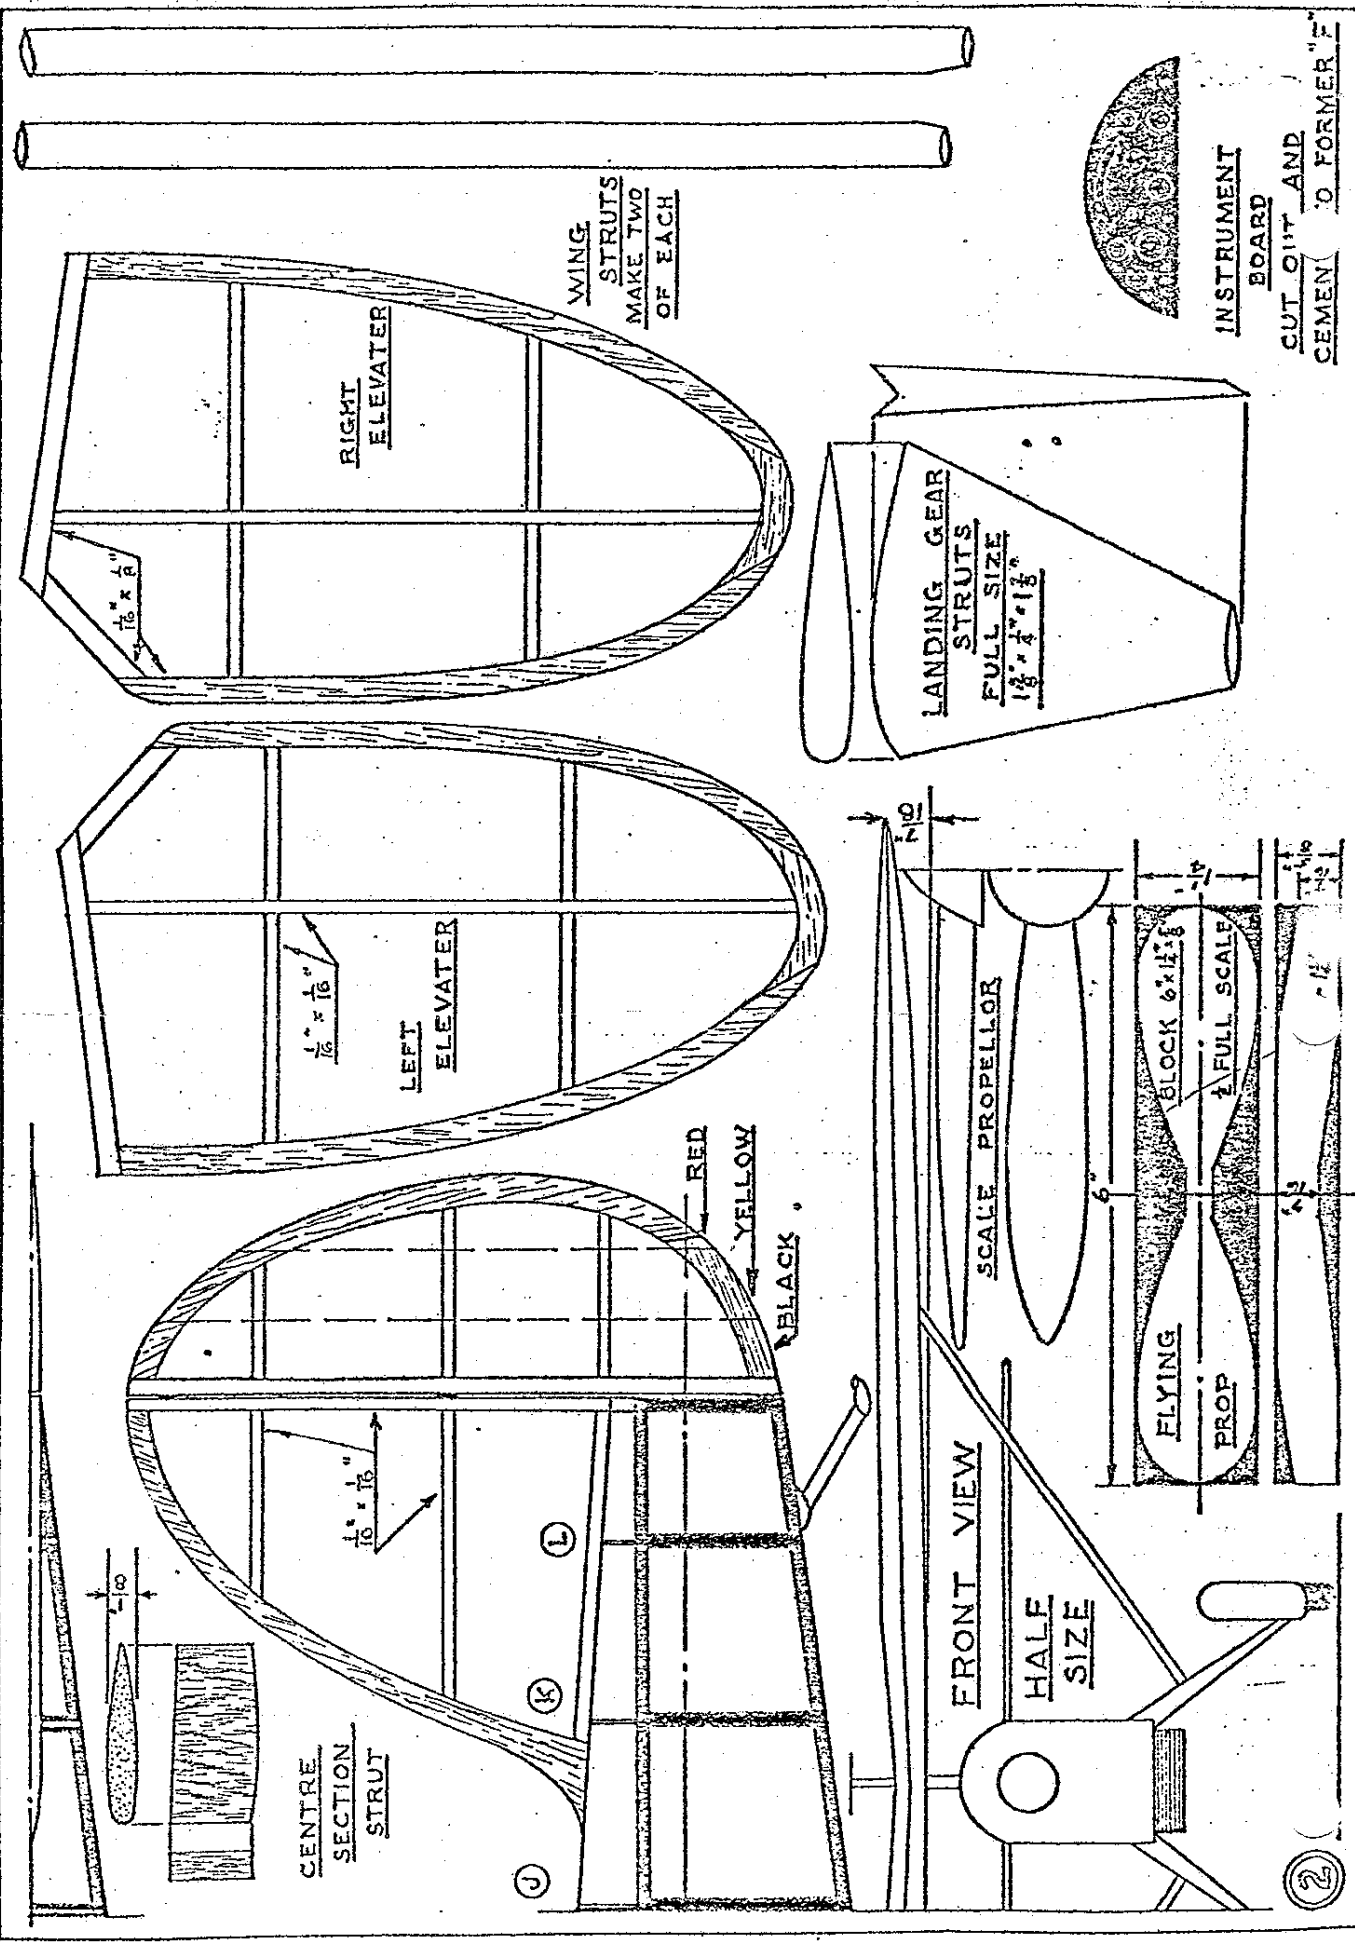 WING
STRUTS
MAKE TWO
OF EACH
RIGHT
ELEVATER
1/16" x 1/8"
LEFT
ELEVATER
1/16" x 1/16"
INSTRUMENT
BOARD
CUT OUT AND
CEMEN O FORMER "F"
LANDING GEAR
STRUTS
FULL SIZE
RED
YELLOW
BLACK "
1/16" x 1/16"
J
K
L
CENTRE
SECTION
STRUT
1/8"
SCALE PROPELLOR
6"
BLOCK 6" x 1 1/4" x 5/8"
1/2 FULL SCALE
FLYING
PROP
FRONT VIEW
HALF
SIZE
2